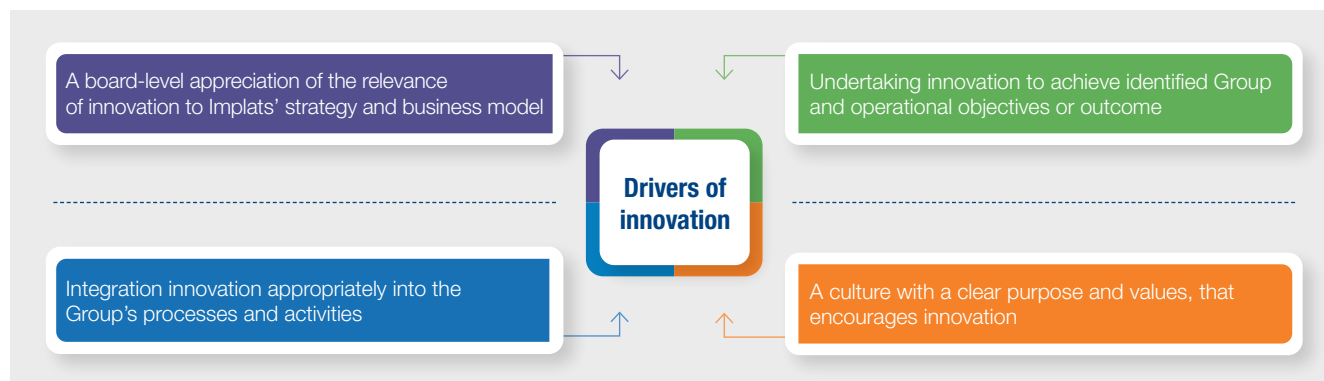 A board-level appreciation of the relevance
of innovation to Implats’ strategy and business model
Undertaking innovation to achieve identified Group
and operational objectives or outcome
Drivers of
innovation
Integration innovation appropriately into the
Group’s processes and activities
A culture with a clear purpose and values, that
encourages innovation